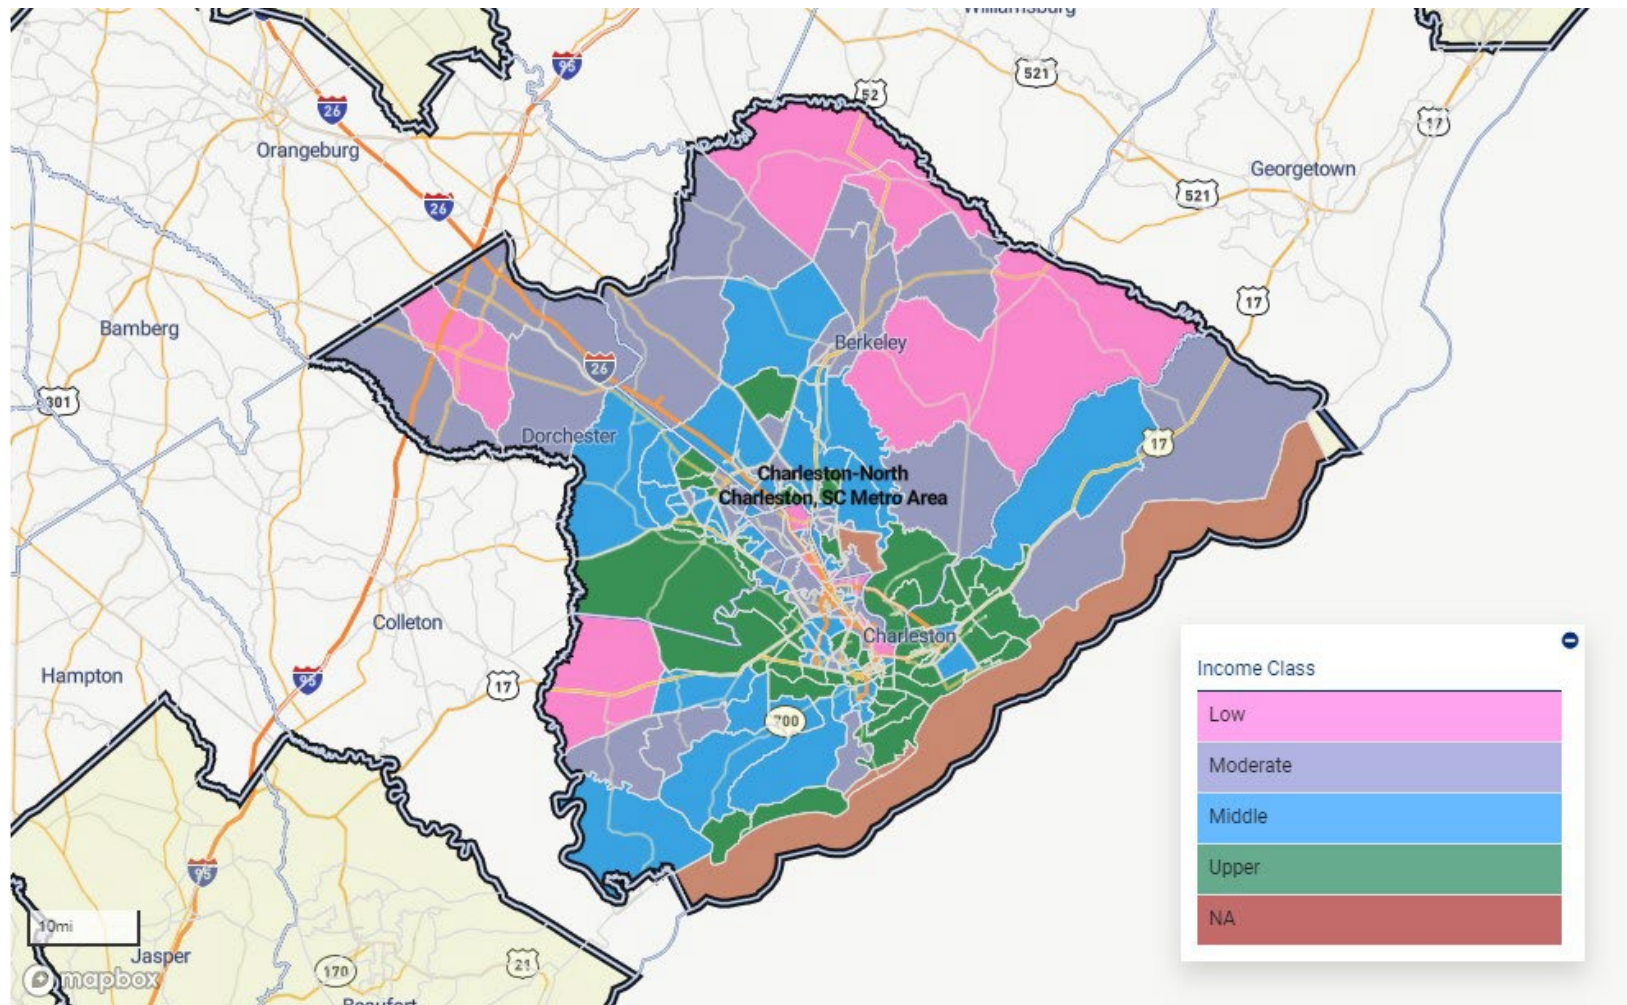 Williamsburg
95
52
521
26
17
Orangeburg
Georgetown
521
26
17
Bamberg
Berkeley
26
301
Dorchester
17
Charleston-North
Charleston, SC Metro Area
Colleton
Charleston
Income Class
Hampton
95
17
Low
700
Moderate
Middle
Upper
95
NA
10mi
Jasper
21
170
mapbox
Beaufort